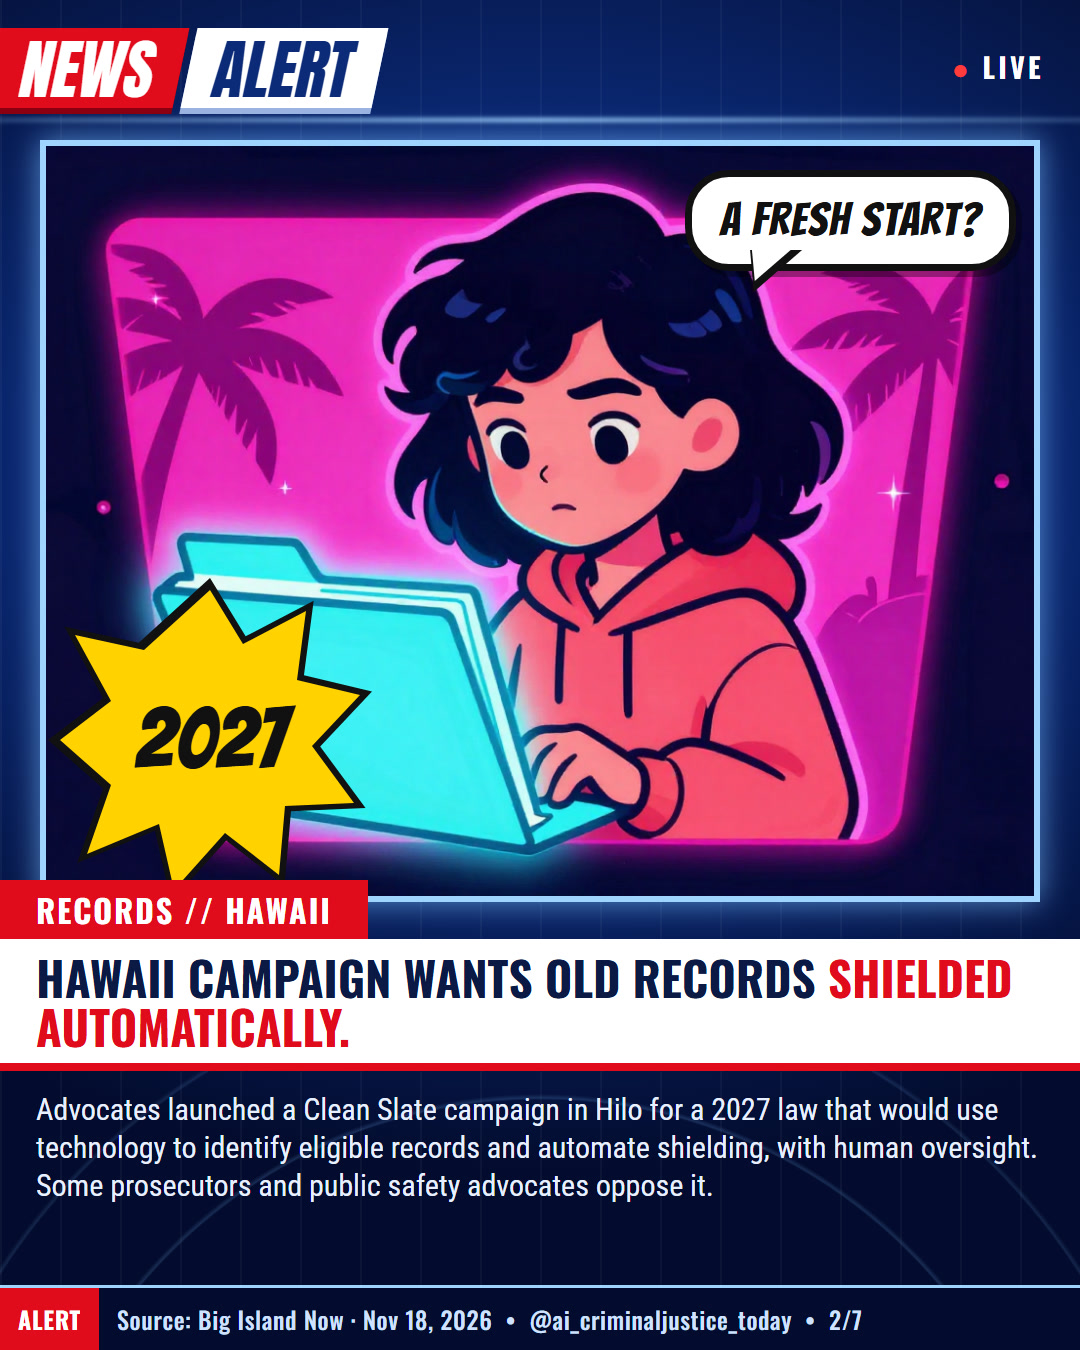 NEWS ALERT
● LIVE
A FRESH START?
2027
RECORDS // HAWAII
HAWAII CAMPAIGN WANTS OLD RECORDS SHIELDED
AUTOMATICALLY.
Advocates launched a Clean Slate campaign in Hilo for a 2027 law that would use
technology to identify eligible records and automate shielding, with human oversight.
Some prosecutors and public safety advocates oppose it.
ALERT Source: Big Island Now · Nov 18, 2026 • @ai_criminaljustice_today • 2/7